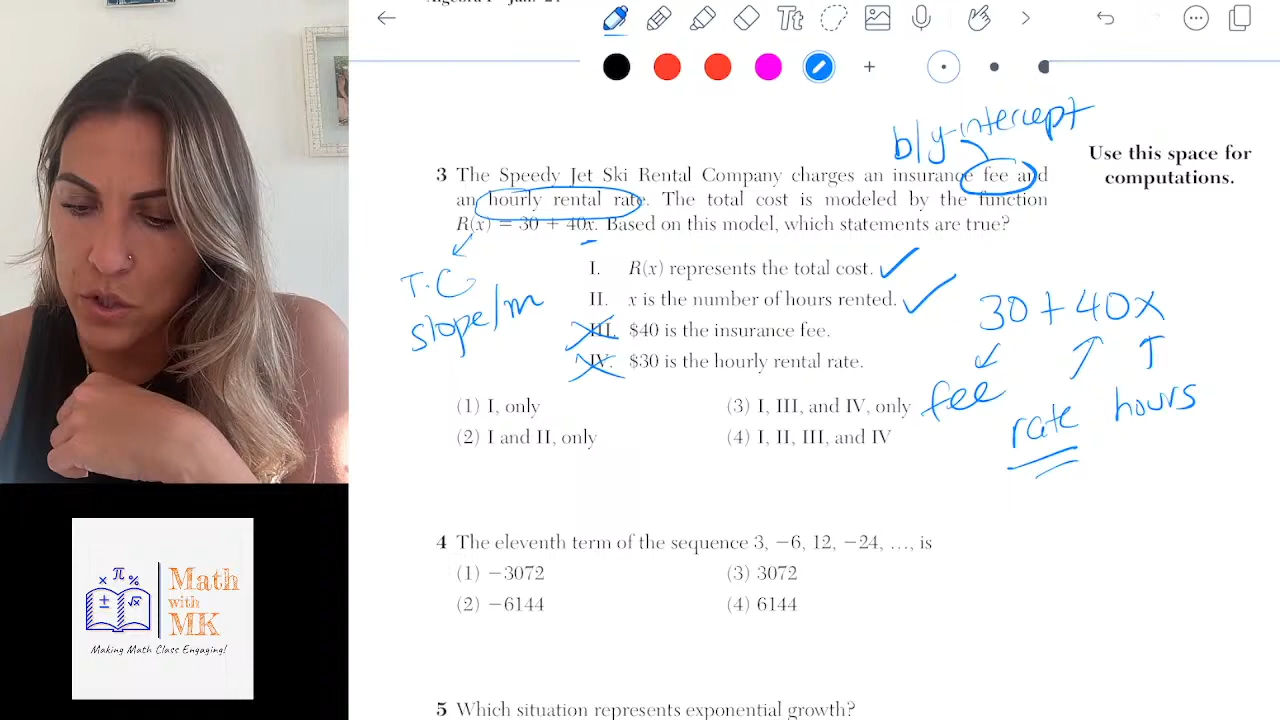 Tt
b/y-intercept
Use this space for
computations.
3 The Speedy Jet Ski Rental Company charges an insurance fee and
an hourly rental rate. The total cost is modeled by the function
R(x) = 30 + 40x. Based on this model, which statements are true?
T.C
slope/m
I. R(x) represents the total cost. ✓
II. x is the number of hours rented. ✓
III. $40 is the insurance fee.
IV. $30 is the hourly rental rate.
30 + 40x
fee
rate
hours
(1) I, only
(2) I and II, only
(3) I, III, and IV, only
(4) I, II, III, and IV
4 The eleventh term of the sequence 3, −6, 12, −24, …, is
(1) −3072
(2) −6144
(3) 3072
(4) 6144
5 Which situation represents exponential growth?
x π %
± √x
Math
with
MK
Making Math Class Engaging!